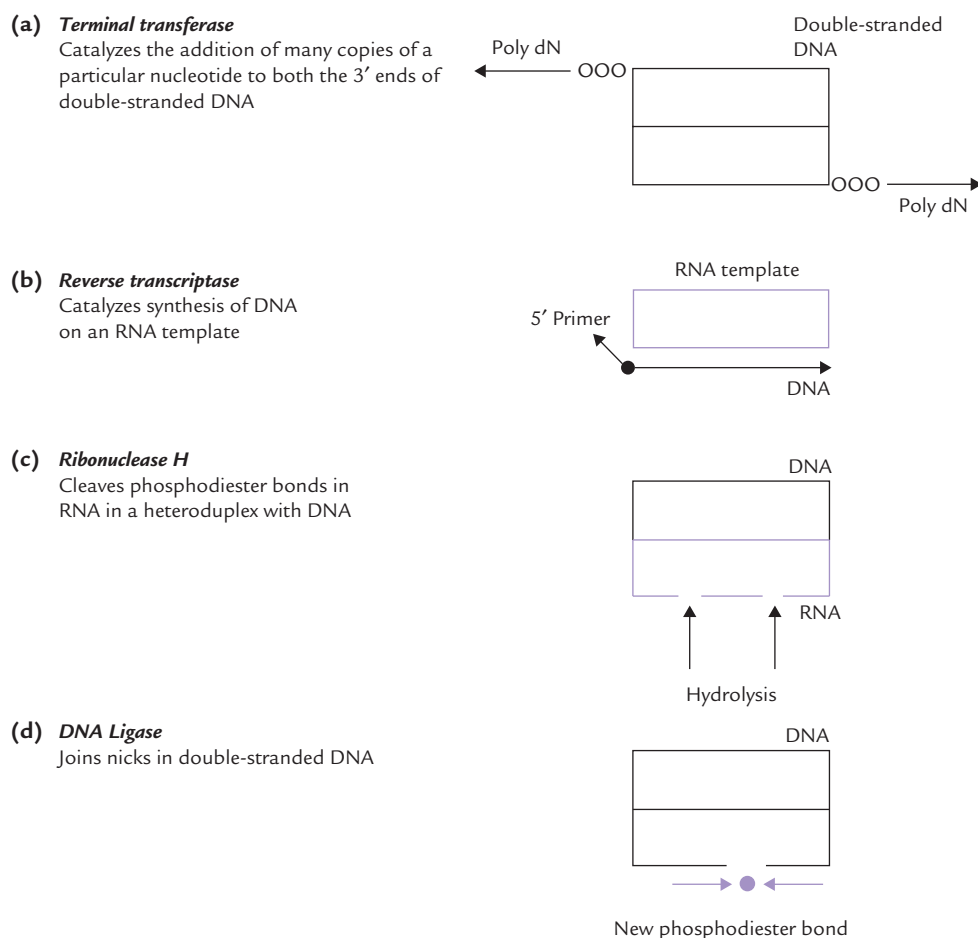 (a) Terminal transferase
Catalyzes the addition of many copies of a
particular nucleotide to both the 3′ ends of
double-stranded DNA
Poly dN
OOO
Double-stranded
DNA
OOO
Poly dN
(b) Reverse transcriptase
Catalyzes synthesis of DNA
on an RNA template
RNA template
5′ Primer
DNA
(c) Ribonuclease H
Cleaves phosphodiester bonds in
RNA in a heteroduplex with DNA
DNA
RNA
Hydrolysis
(d) DNA Ligase
Joins nicks in double-stranded DNA
DNA
New phosphodiester bond